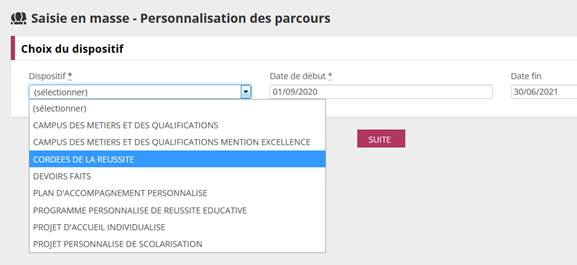 Saisie en masse - Personnalisation des parcours
Choix du dispositif
Dispositif * Date de début * Date fin
(sélectionner) 01/09/2020 30/06/2021
(sélectionner)
CAMPUS DES METIERS ET DES QUALIFICATIONS
CAMPUS DES METIERS ET DES QUALIFICATIONS MENTION EXCELLENCE
CORDEES DE LA REUSSITE
DEVOIRS FAITS
PLAN D'ACCOMPAGNEMENT PERSONNALISE
PROGRAMME PERSONNALISE DE REUSSITE EDUCATIVE
PROJET D'ACCUEIL INDIVIDUALISE
PROJET PERSONNALISE DE SCOLARISATION
SUITE